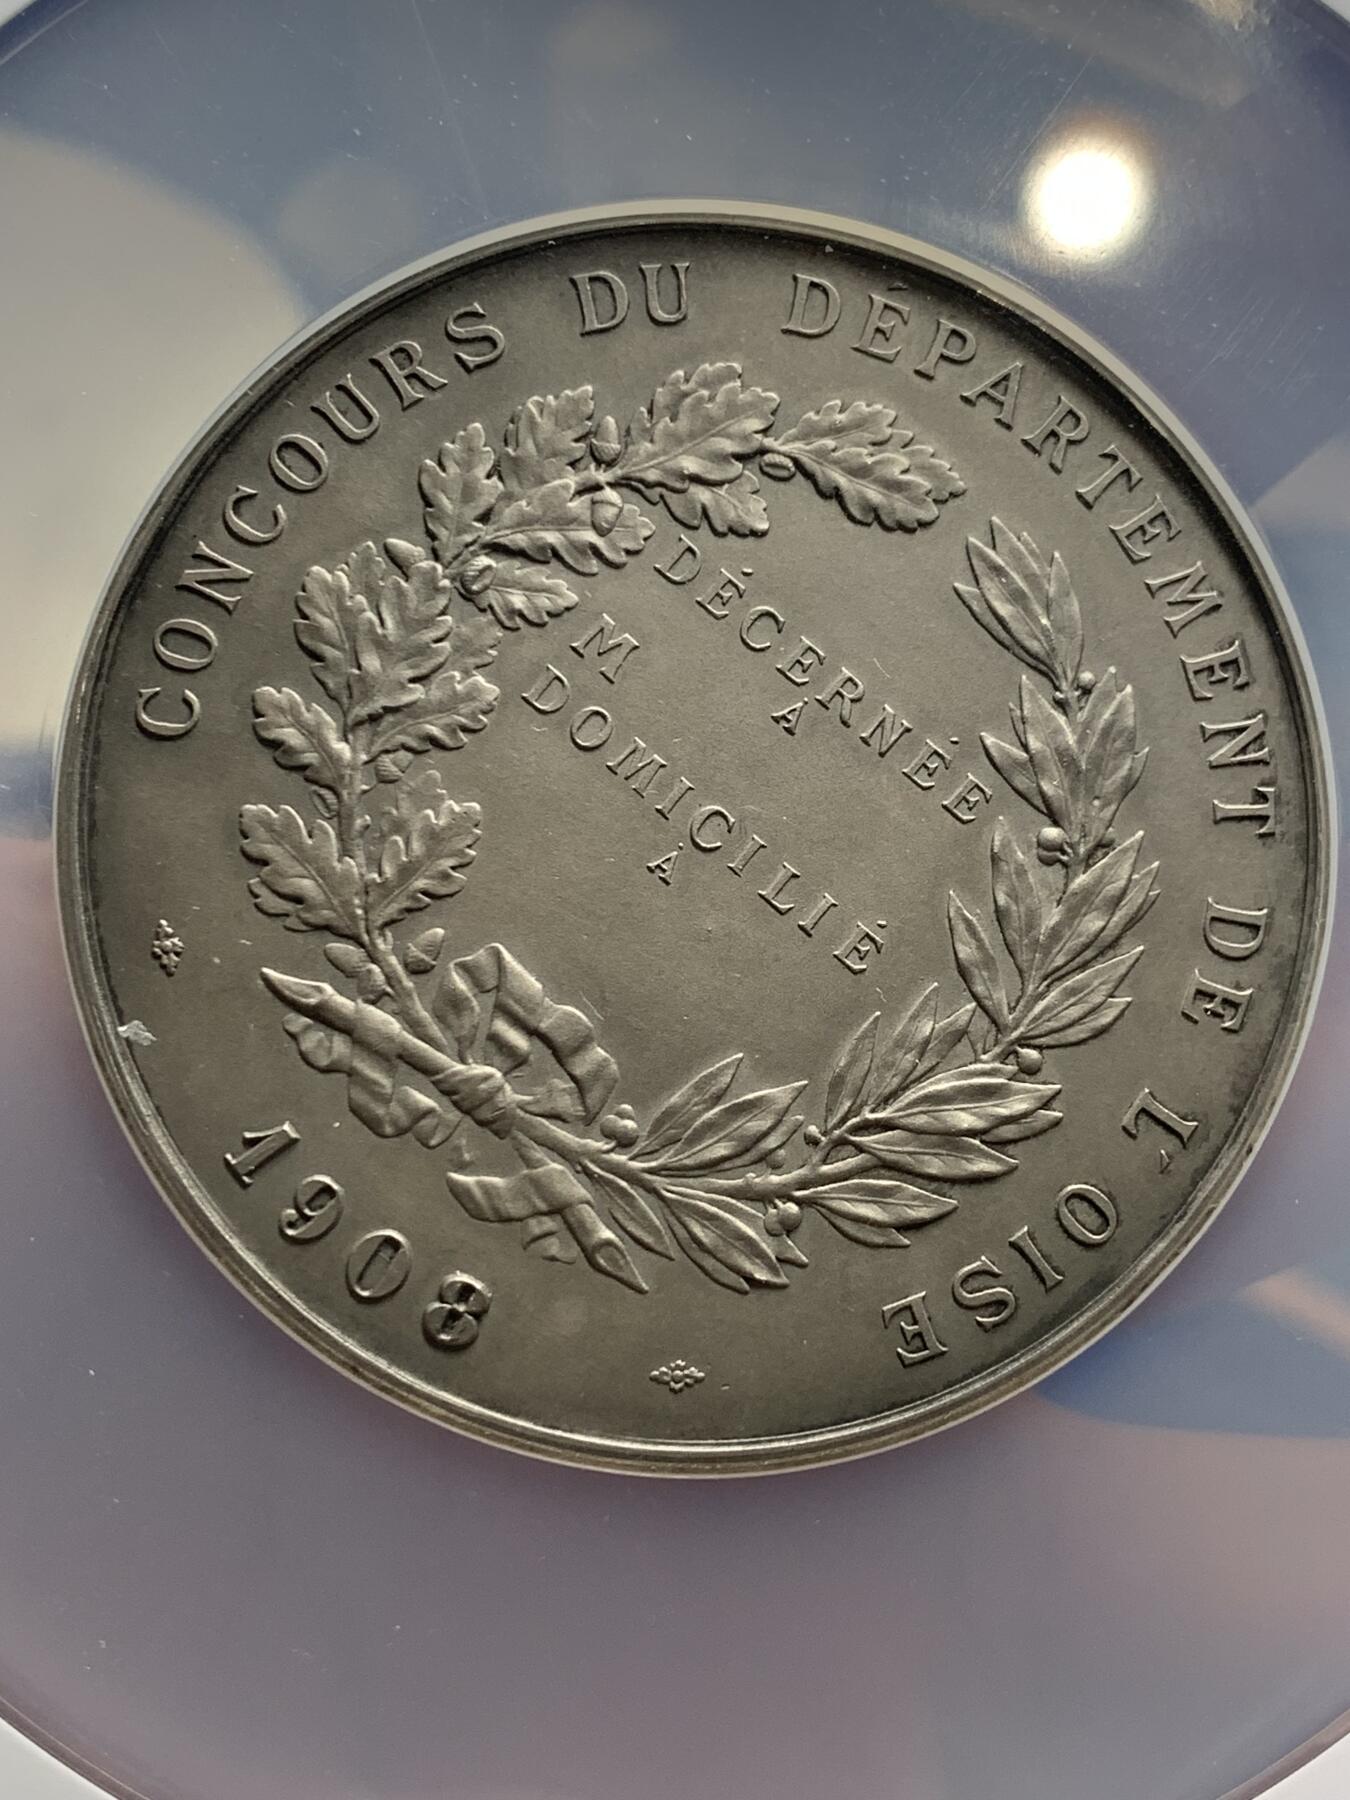 CONCOURS DU DÉPARTEMENT DE L'OISE
DÉCERNÉE
À
M
DOMICILIÉ
À
1908